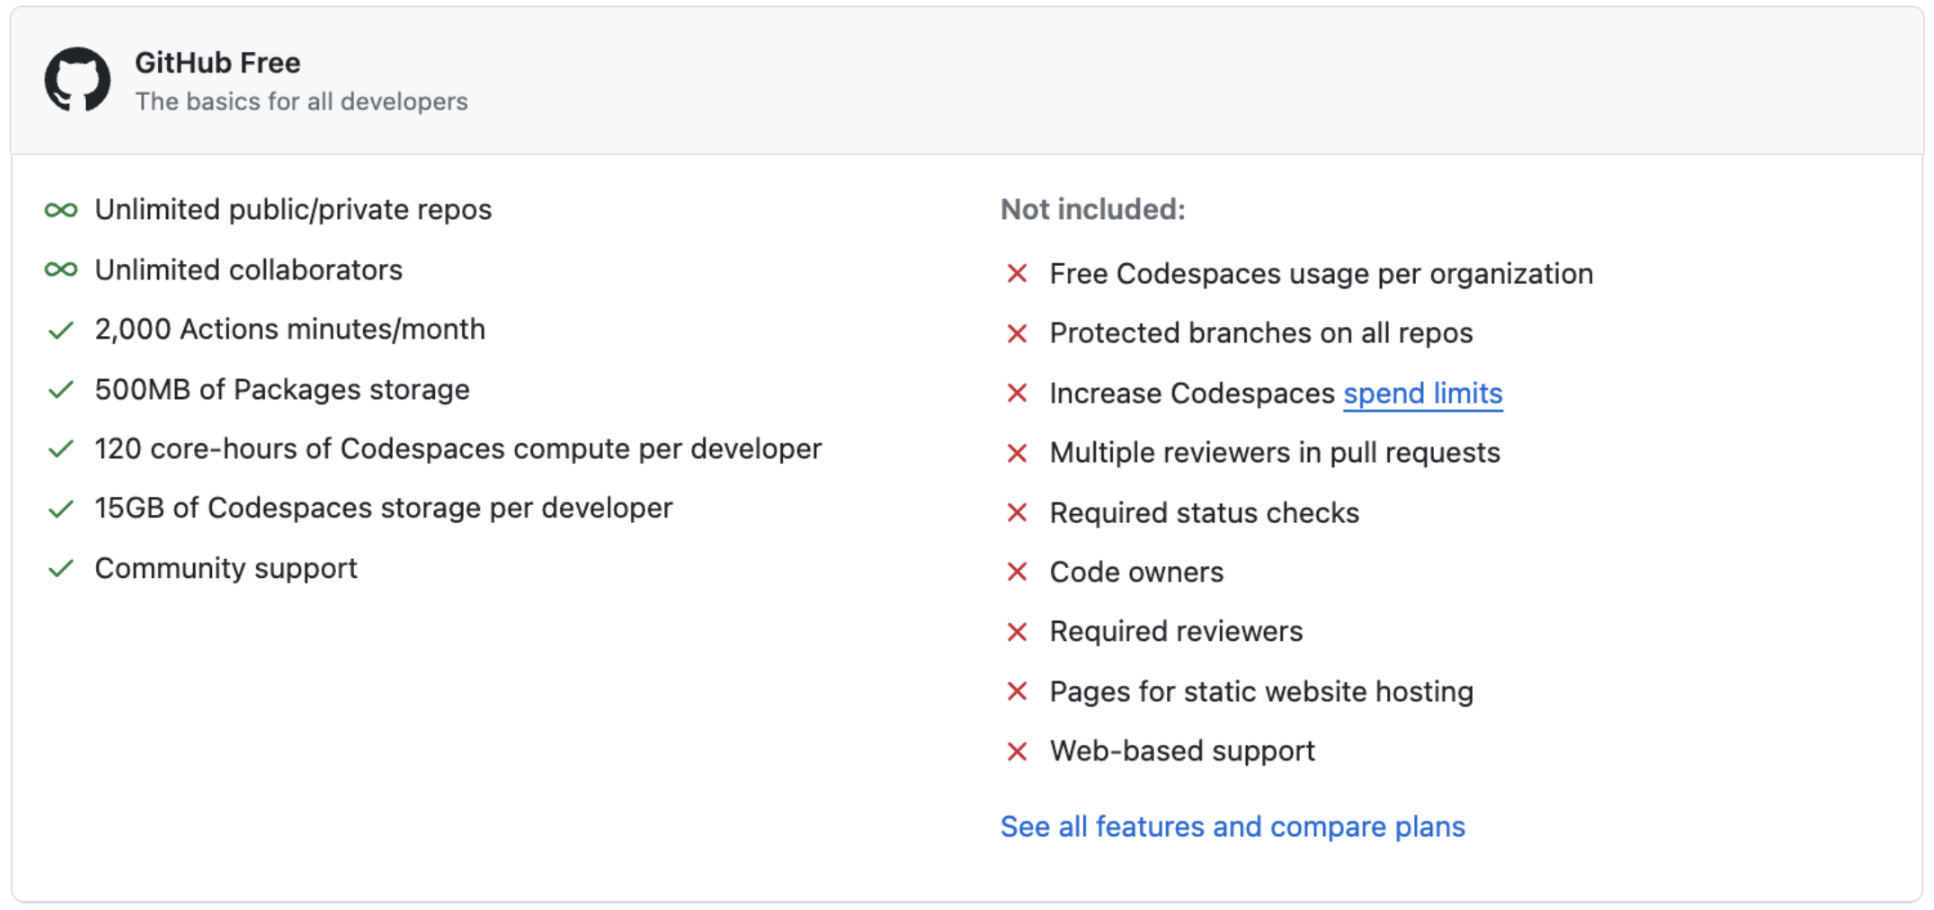 GitHub Free
The basics for all developers
Unlimited public/private repos
Unlimited collaborators
2,000 Actions minutes/month
500MB of Packages storage
120 core-hours of Codespaces compute per developer
15GB of Codespaces storage per developer
Community support
Not included:
Free Codespaces usage per organization
Protected branches on all repos
Increase Codespaces spend limits
Multiple reviewers in pull requests
Required status checks
Code owners
Required reviewers
Pages for static website hosting
Web-based support
See all features and compare plans